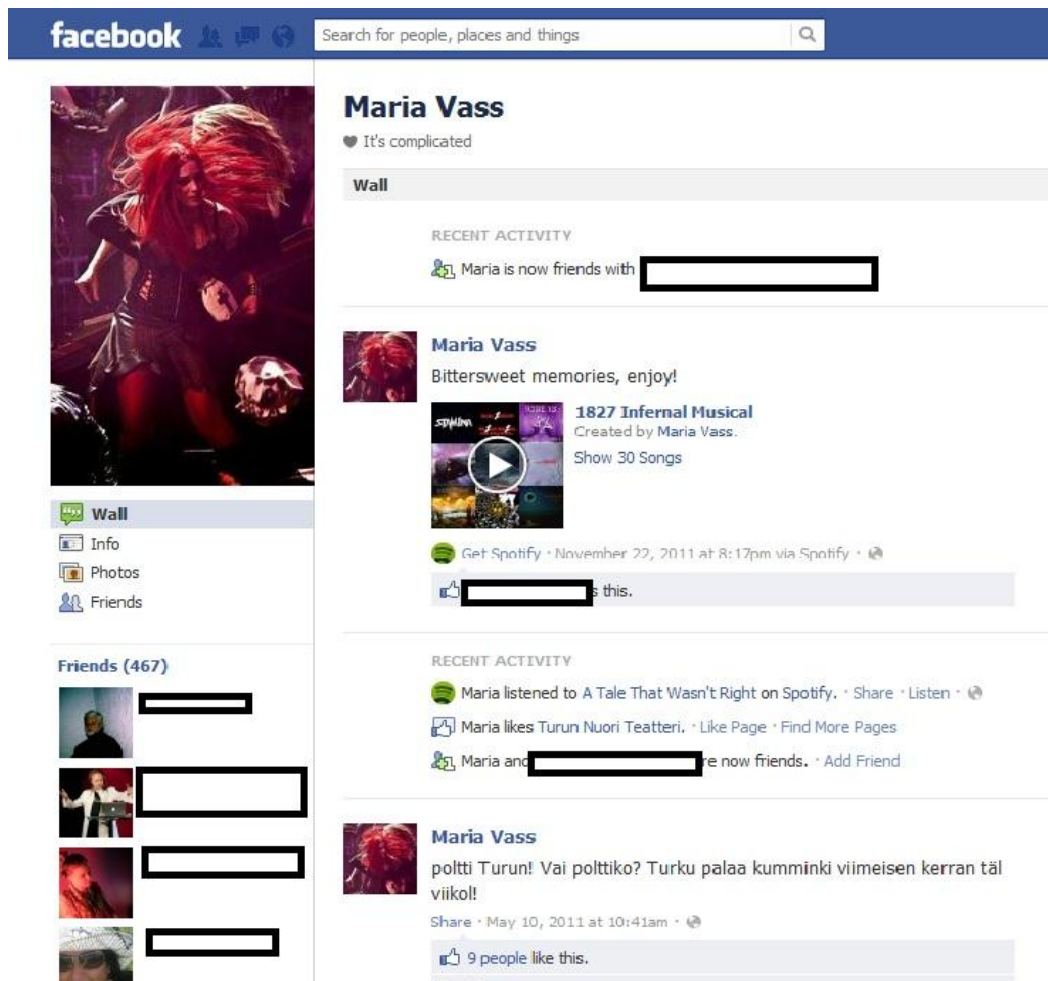 facebook
Search for people, places and things
Maria Vass
It's complicated
Wall
RECENT ACTIVITY
Maria is now friends with
Maria Vass
Bittersweet memories, enjoy!
1827 Infernal Musical
Created by Maria Vass.
Show 30 Songs
Get Spotify · November 22, 2011 at 8:17pm via Spotify ·
s this.
Wall
Info
Photos
Friends
Friends (467)
RECENT ACTIVITY
Maria listened to A Tale That Wasn't Right on Spotify. · Share · Listen ·
Maria likes Turun Nuori Teatteri. · Like Page · Find More Pages
Maria and re now friends. · Add Friend
Maria Vass
poltti Turun! Vai polttiko? Turku palaa kumminki viimeisen kerran täl
viikol!
Share · May 10, 2011 at 10:41am ·
9 people like this.